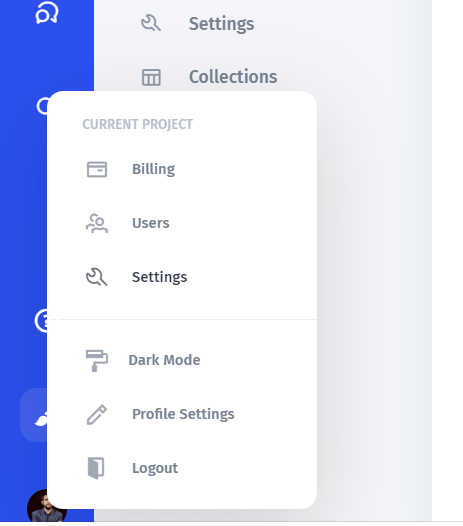 Settings
Collections
CURRENT PROJECT
Billing
Users
Settings
Dark Mode
Profile Settings
Logout